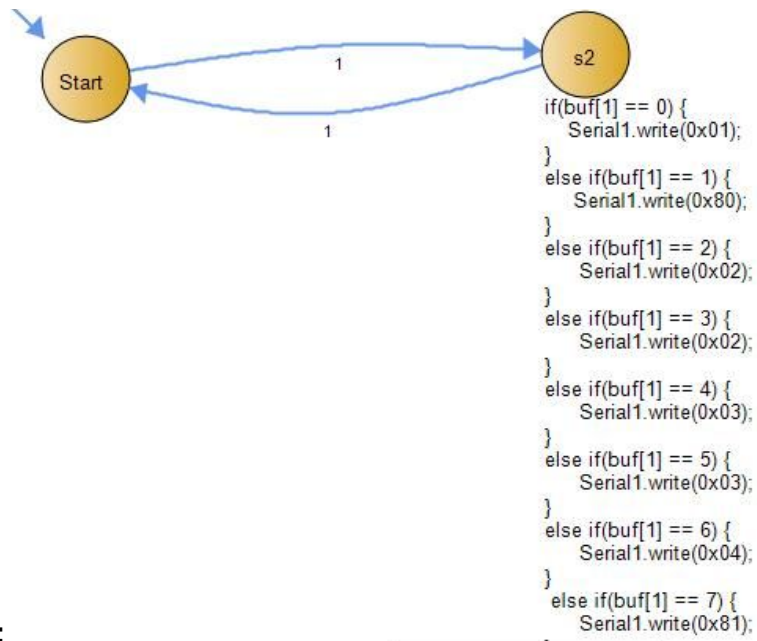 Start
1
s2
1
if(buf[1] == 0) {
Serial1.write(0x01);
}
else if(buf[1] == 1) {
Serial1.write(0x80);
}
else if(buf[1] == 2) {
Serial1.write(0x02);
}
else if(buf[1] == 3) {
Serial1.write(0x02);
}
else if(buf[1] == 4) {
Serial1.write(0x03);
}
else if(buf[1] == 5) {
Serial1.write(0x03);
}
else if(buf[1] == 6) {
Serial1.write(0x04);
}
else if(buf[1] == 7) {
Serial1.write(0x81);
: